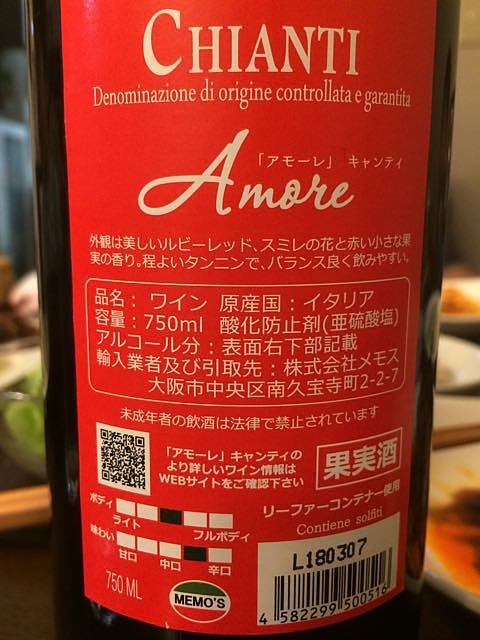 CHIANTI
Denominazione di origine controllata e garantita
「アモーレ」 キャンティ
Amore
外観は美しいルビーレッド、スミレの花と赤い小さな果
実の香り。程よいタンニンで、バランス良く飲みやすい。
品名： ワイン 原産国：イタリア
容量：750ml 酸化防止剤(亜硫酸塩)
アルコール分：表面右下部記載
輸入業者及び引取先：株式会社メモス
大阪市中央区南久宝寺町2-2-7
未成年者の飲酒は法律で禁止されています
「アモーレ」キャンティの
より詳しいワイン情報は
WEBサイトをご確認下さい
果実酒
リーファーコンテナー使用
Contiene solfiti
ボディ
ライト フルボディ
味わい
甘口 中口 辛口
750 ML
MEMO'S
L180307
4 582299 500516